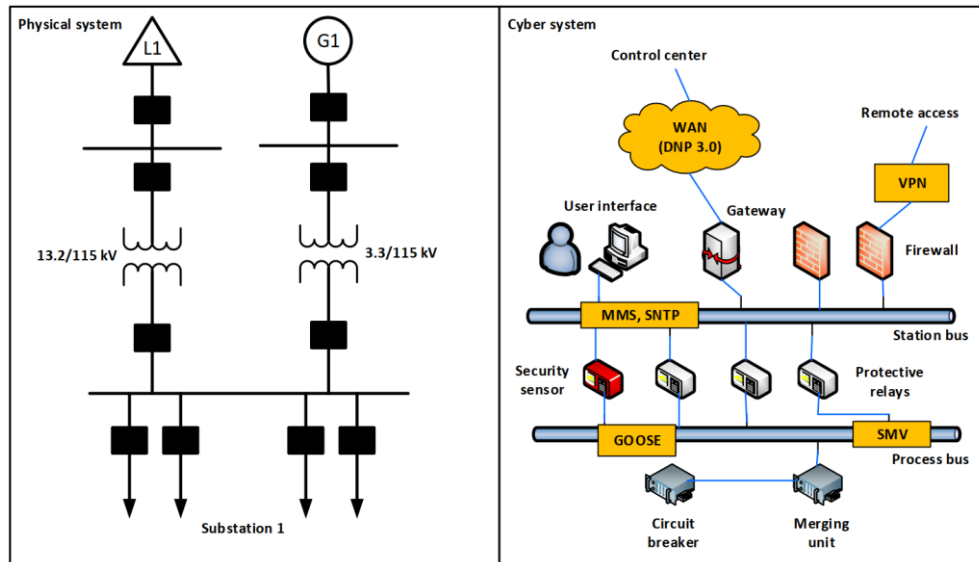 Physical system
L1
G1
13.2/115 kV
3.3/115 kV
Substation 1
Cyber system
Control center
WAN
(DNP 3.0)
Remote access
VPN
User interface
Gateway
Firewall
MMS, SNTP
Station bus
Security
sensor
Protective
relays
GOOSE
SMV
Process bus
Circuit
breaker
Merging
unit